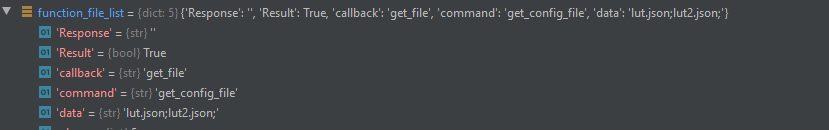 function_file_list = {dict: 5} {'Response': '', 'Result': True, 'callback': 'get_file', 'command': 'get_config_file', 'data': 'lut.json;lut2.json;'}
01 'Response' = {str} ''
01 'Result' = {bool} True
01 'callback' = {str} 'get_file'
01 'command' = {str} 'get_config_file'
01 'data' = {str} 'lut.json;lut2.json;'